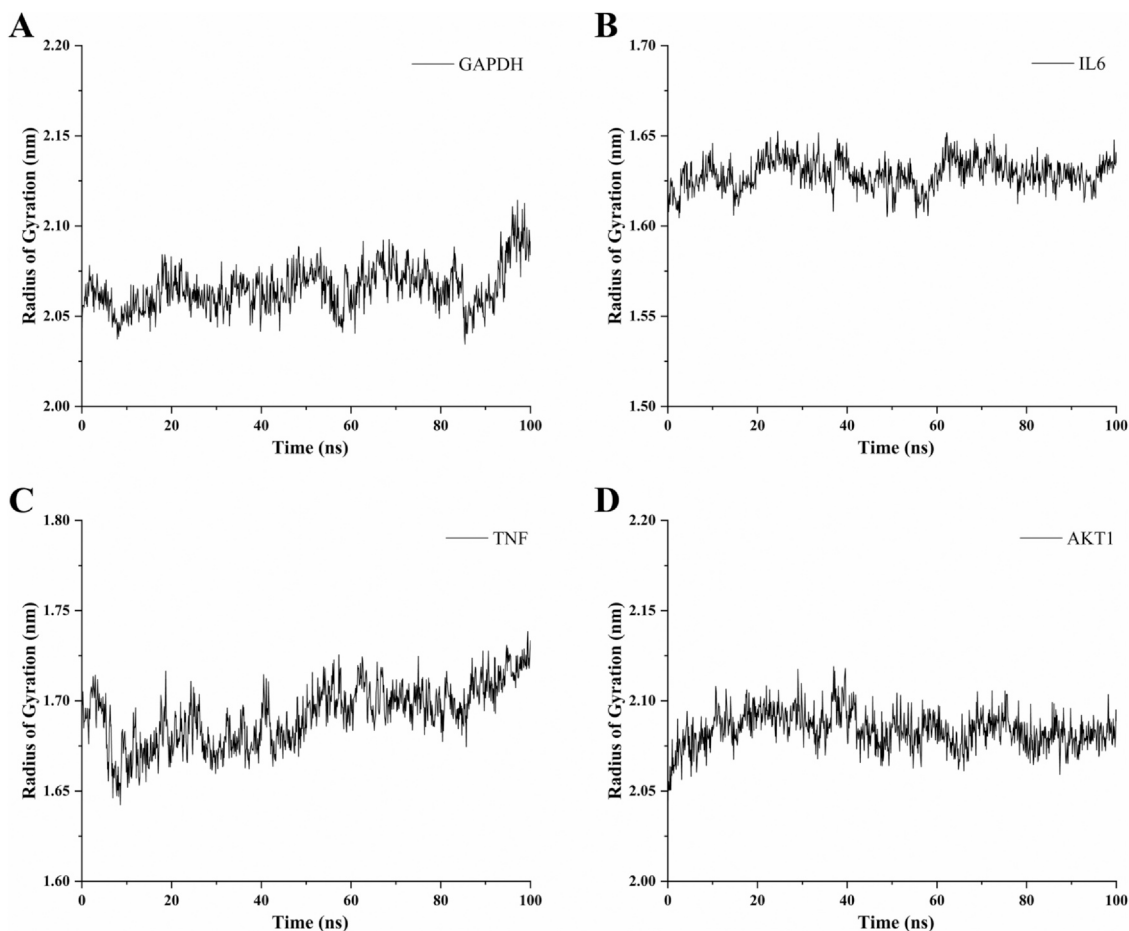 A
GAPDH
2.20
2.15
2.10
2.05
2.00
Radius of Gyration (nm)
0 20 40 60 80 100
Time (ns)
B
IL6
1.70
1.65
1.60
1.55
1.50
Radius of Gyration (nm)
0 20 40 60 80 100
Time (ns)
C
TNF
1.80
1.75
1.70
1.65
1.60
Radius of Gyration (nm)
0 20 40 60 80 100
Time (ns)
D
AKT1
2.20
2.15
2.10
2.05
2.00
Radius of Gyration (nm)
0 20 40 60 80 100
Time (ns)